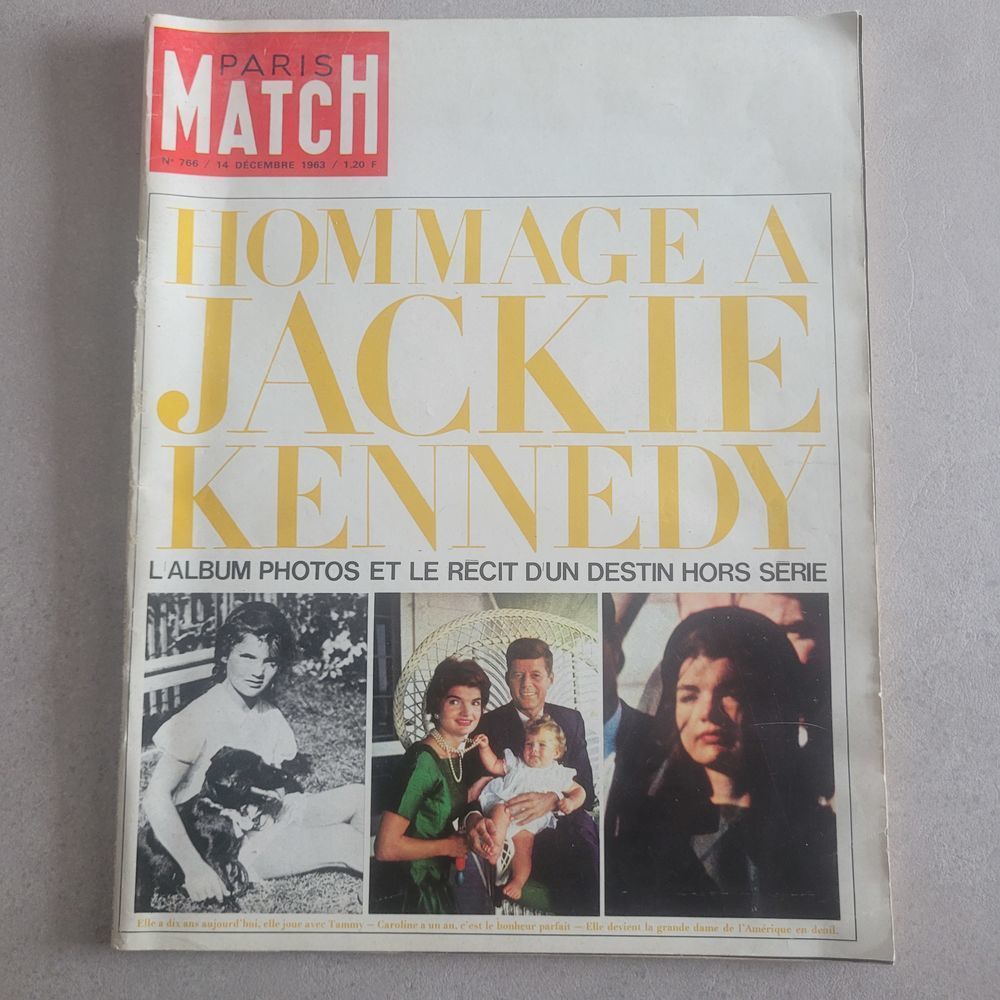 PARIS
MATCH
N° 766 / 14 DÉCEMBRE 1963 / 1,20 F
HOMMAGE A
JACKIE
KENNEDY
L'ALBUM PHOTOS ET LE RÉCIT D'UN DESTIN HORS SÉRIE
Elle a dix ans aujourd'hui, elle joue avec Tammy — Caroline a un an, c'est le bonheur parfait — Elle devient la grande dame de l'Amérique en deuil.